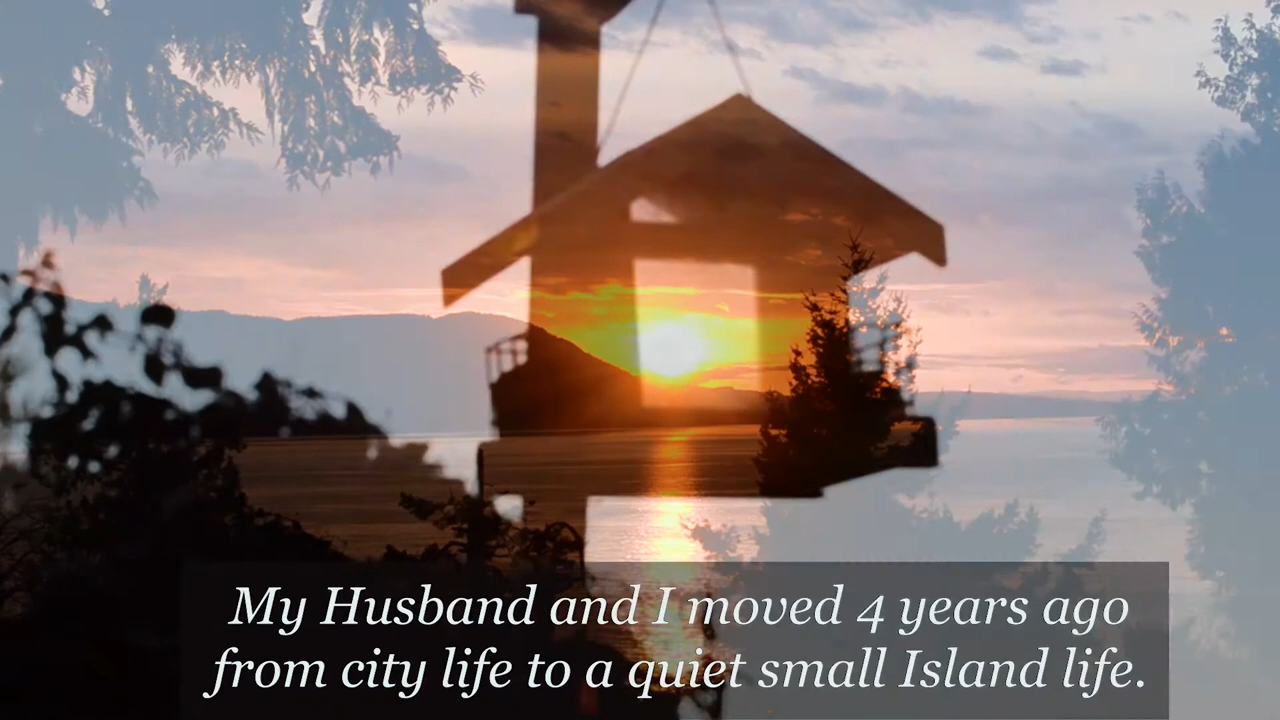 My Husband and I moved 4 years ago
from city life to a quiet small Island life.